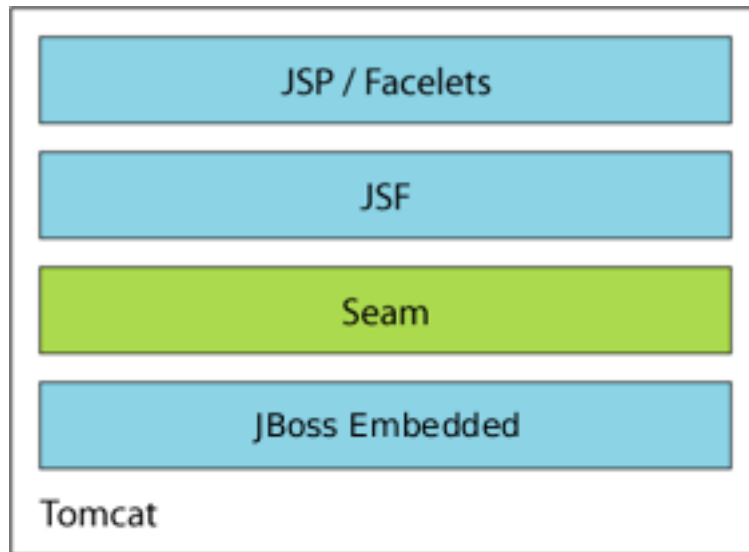 JSP / Facelets
JSF
Seam
JBoss Embedded
Tomcat